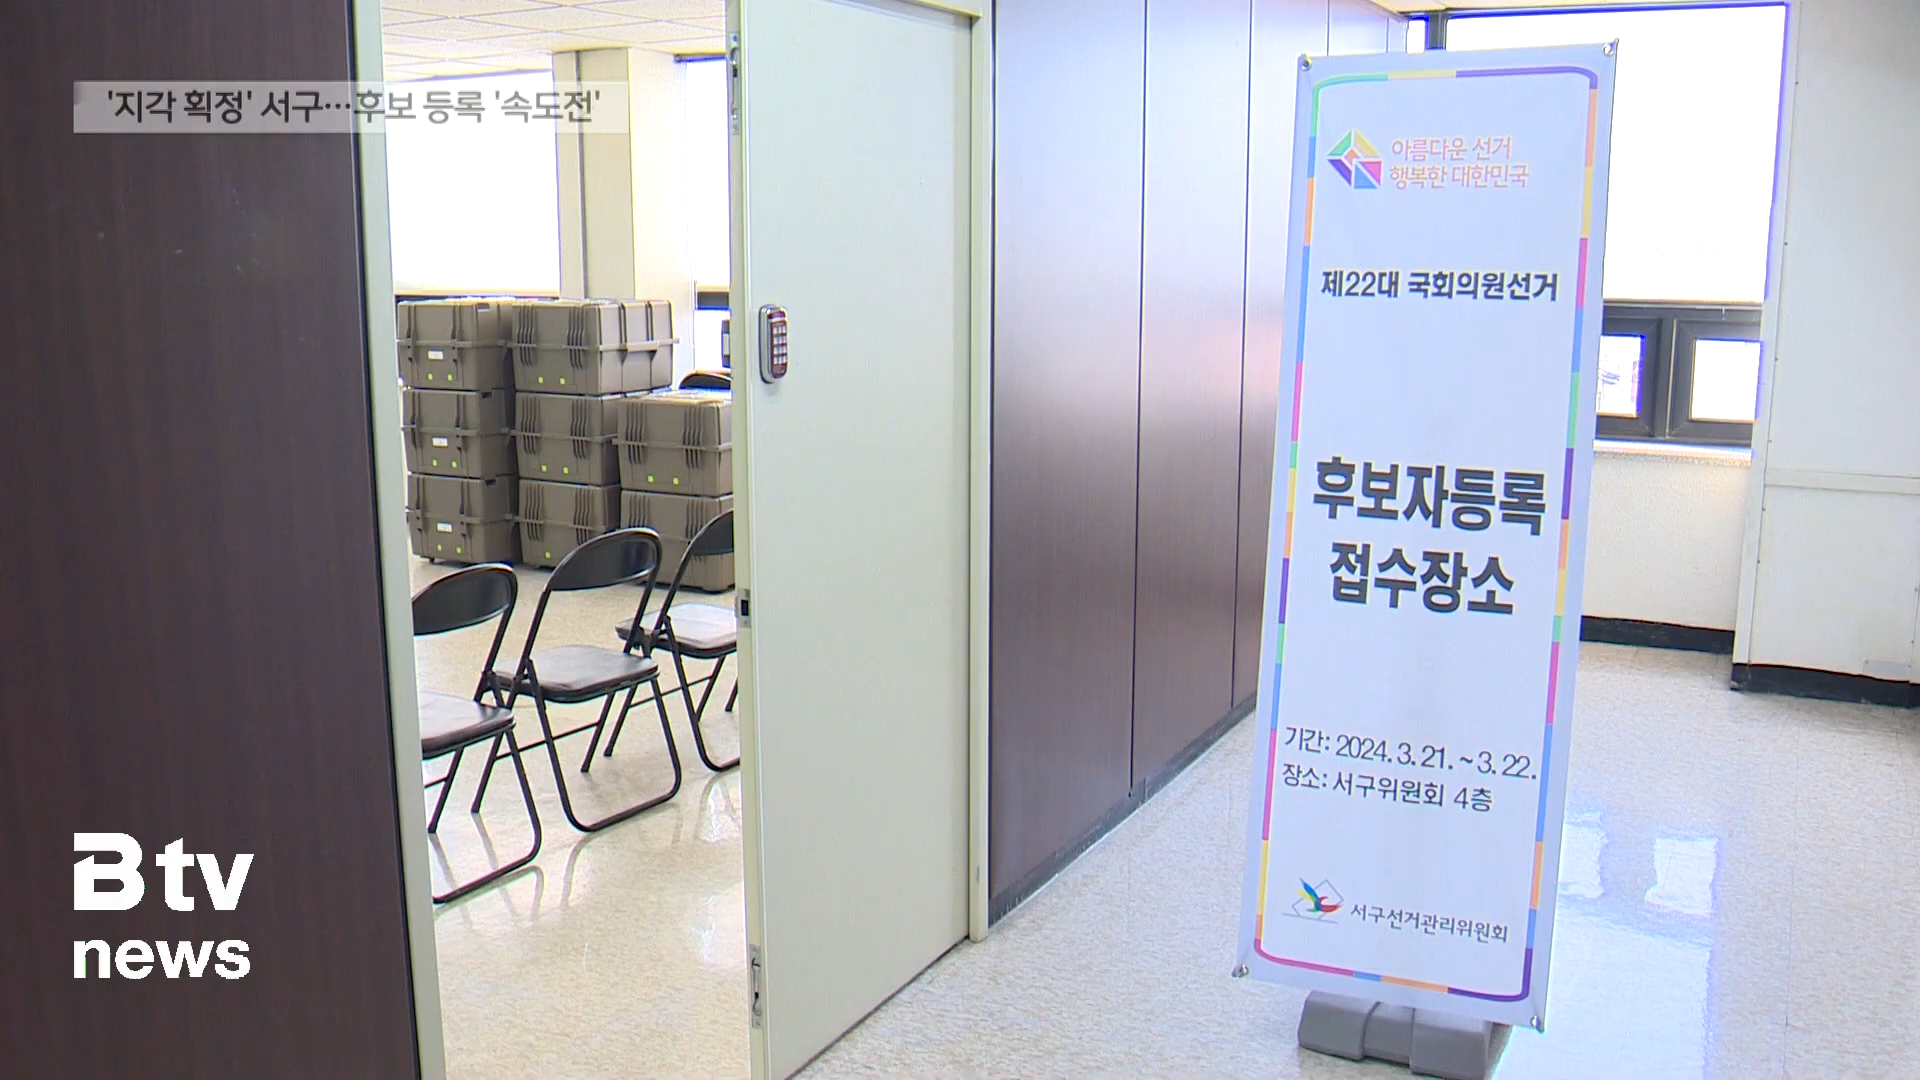 '지각 획정' 서구…후보 등록 '속도전'
아름다운 선거
행복한 대한민국
제22대 국회의원선거
후보자등록
접수장소
기간: 2024. 3. 21. ~ 3. 22.
장소: 서구위원회 4층
서구선거관리위원회
B tv
news